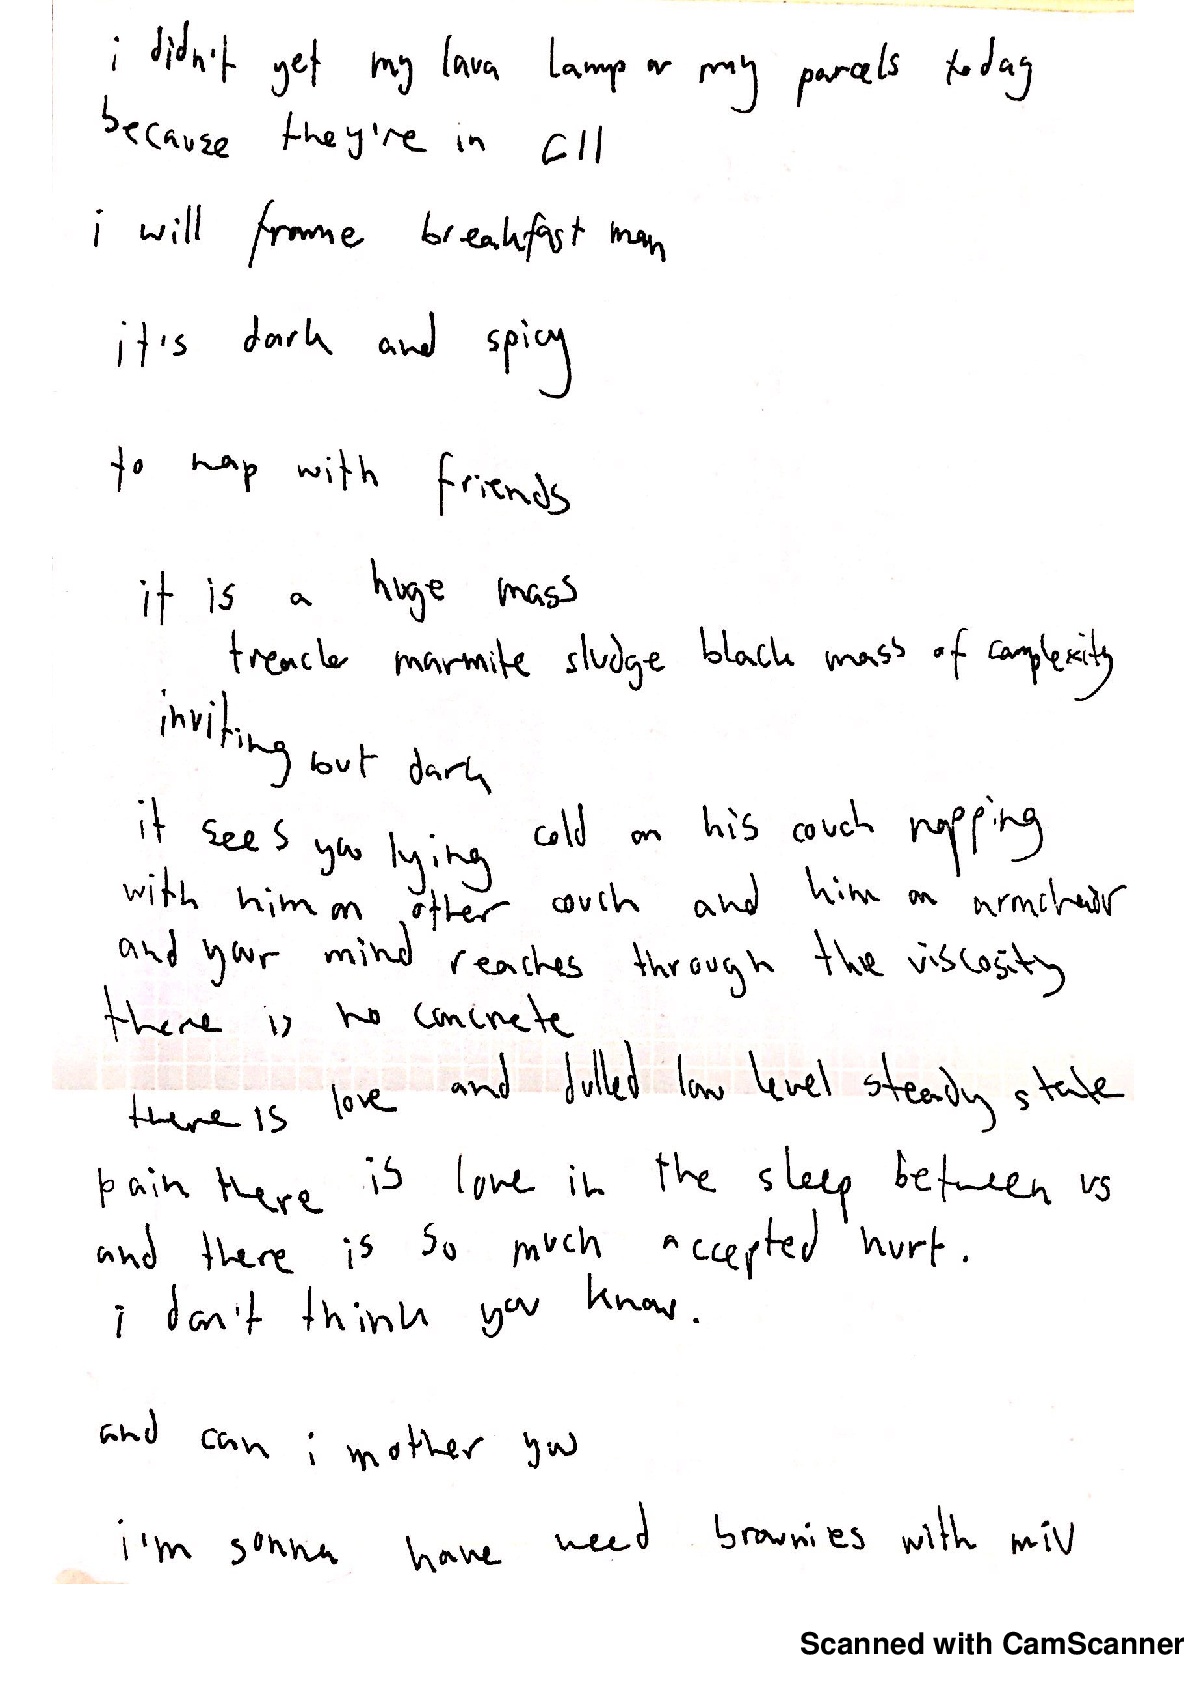 i didn't get my lava lamp or my parcels today
because they're in C11
i will frame breakfast man
it's dark and spicy
to nap with friends
it is a huge mass
treacle marmite sludge black mass of complexity
inviting but dark
it sees you lying cold on his couch napping
with him on other couch and him on armchair
and your mind reaches through the viscosity
there is no concrete
there is love and dulled low level steady state
pain there is love in the sleep between us
and there is so much accepted hurt.
i don't think you know.
and can i mother you
i'm gonna have weed brownies with miv
Scanned with CamScanner